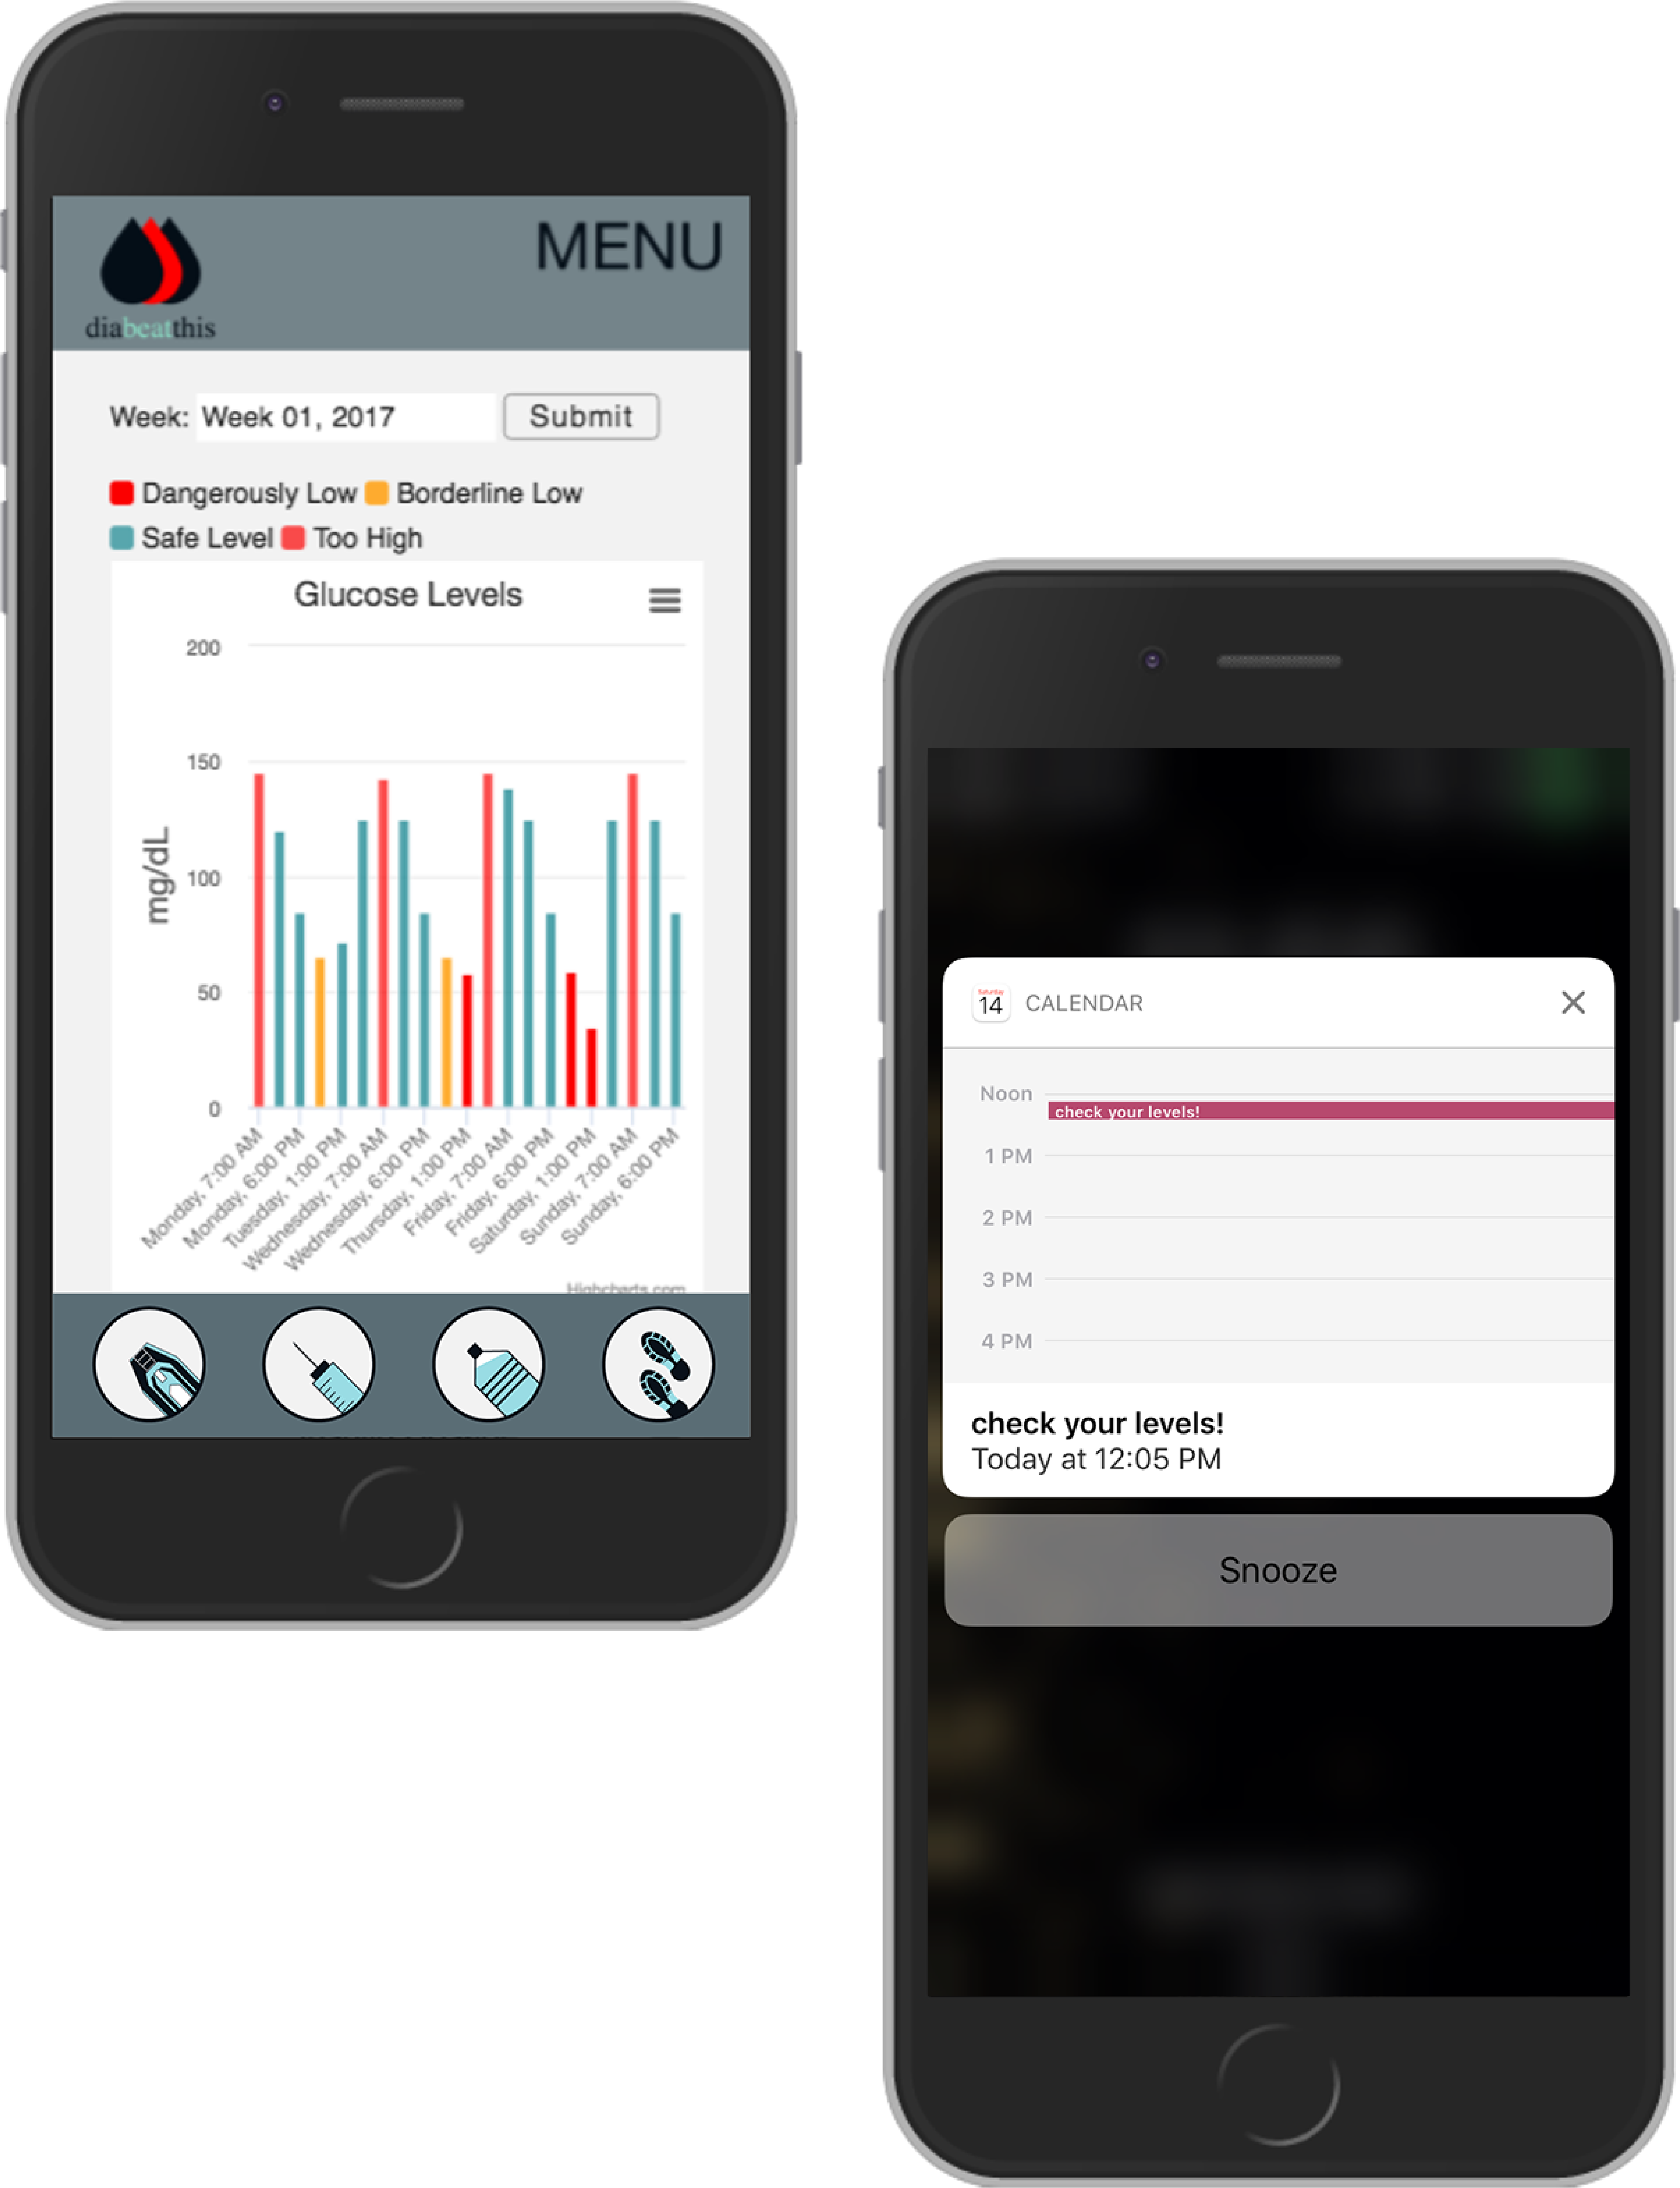 MENU
diabeatthis
Week: Week 01, 2017 Submit
Dangerously Low Borderline Low
Safe Level Too High
Glucose Levels
200
150
100
50
0
mg/dL
Monday, 7:00 AM
Monday, 6:00 PM
Tuesday, 1:00 PM
Wednesday, 7:00 AM
Wednesday, 6:00 PM
Thursday, 1:00 PM
Friday, 7:00 AM
Friday, 6:00 PM
Saturday, 1:00 PM
Sunday, 7:00 AM
Sunday, 6:00 PM
Highcharts.com
Saturday
14 CALENDAR
Noon
check your levels!
1 PM
2 PM
3 PM
4 PM
check your levels!
Today at 12:05 PM
Snooze